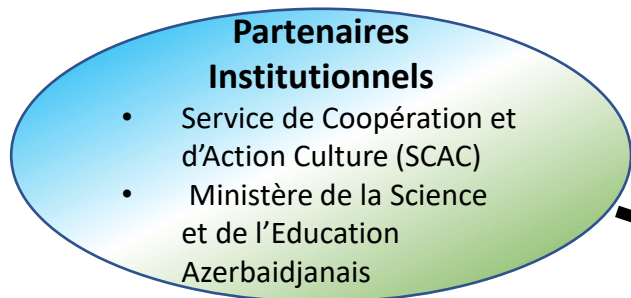 Partenaires
Institutionnels
• Service de Coopération et
d’Action Culture (SCAC)
• Ministère de la Science
et de l’Education
Azerbaidjanais